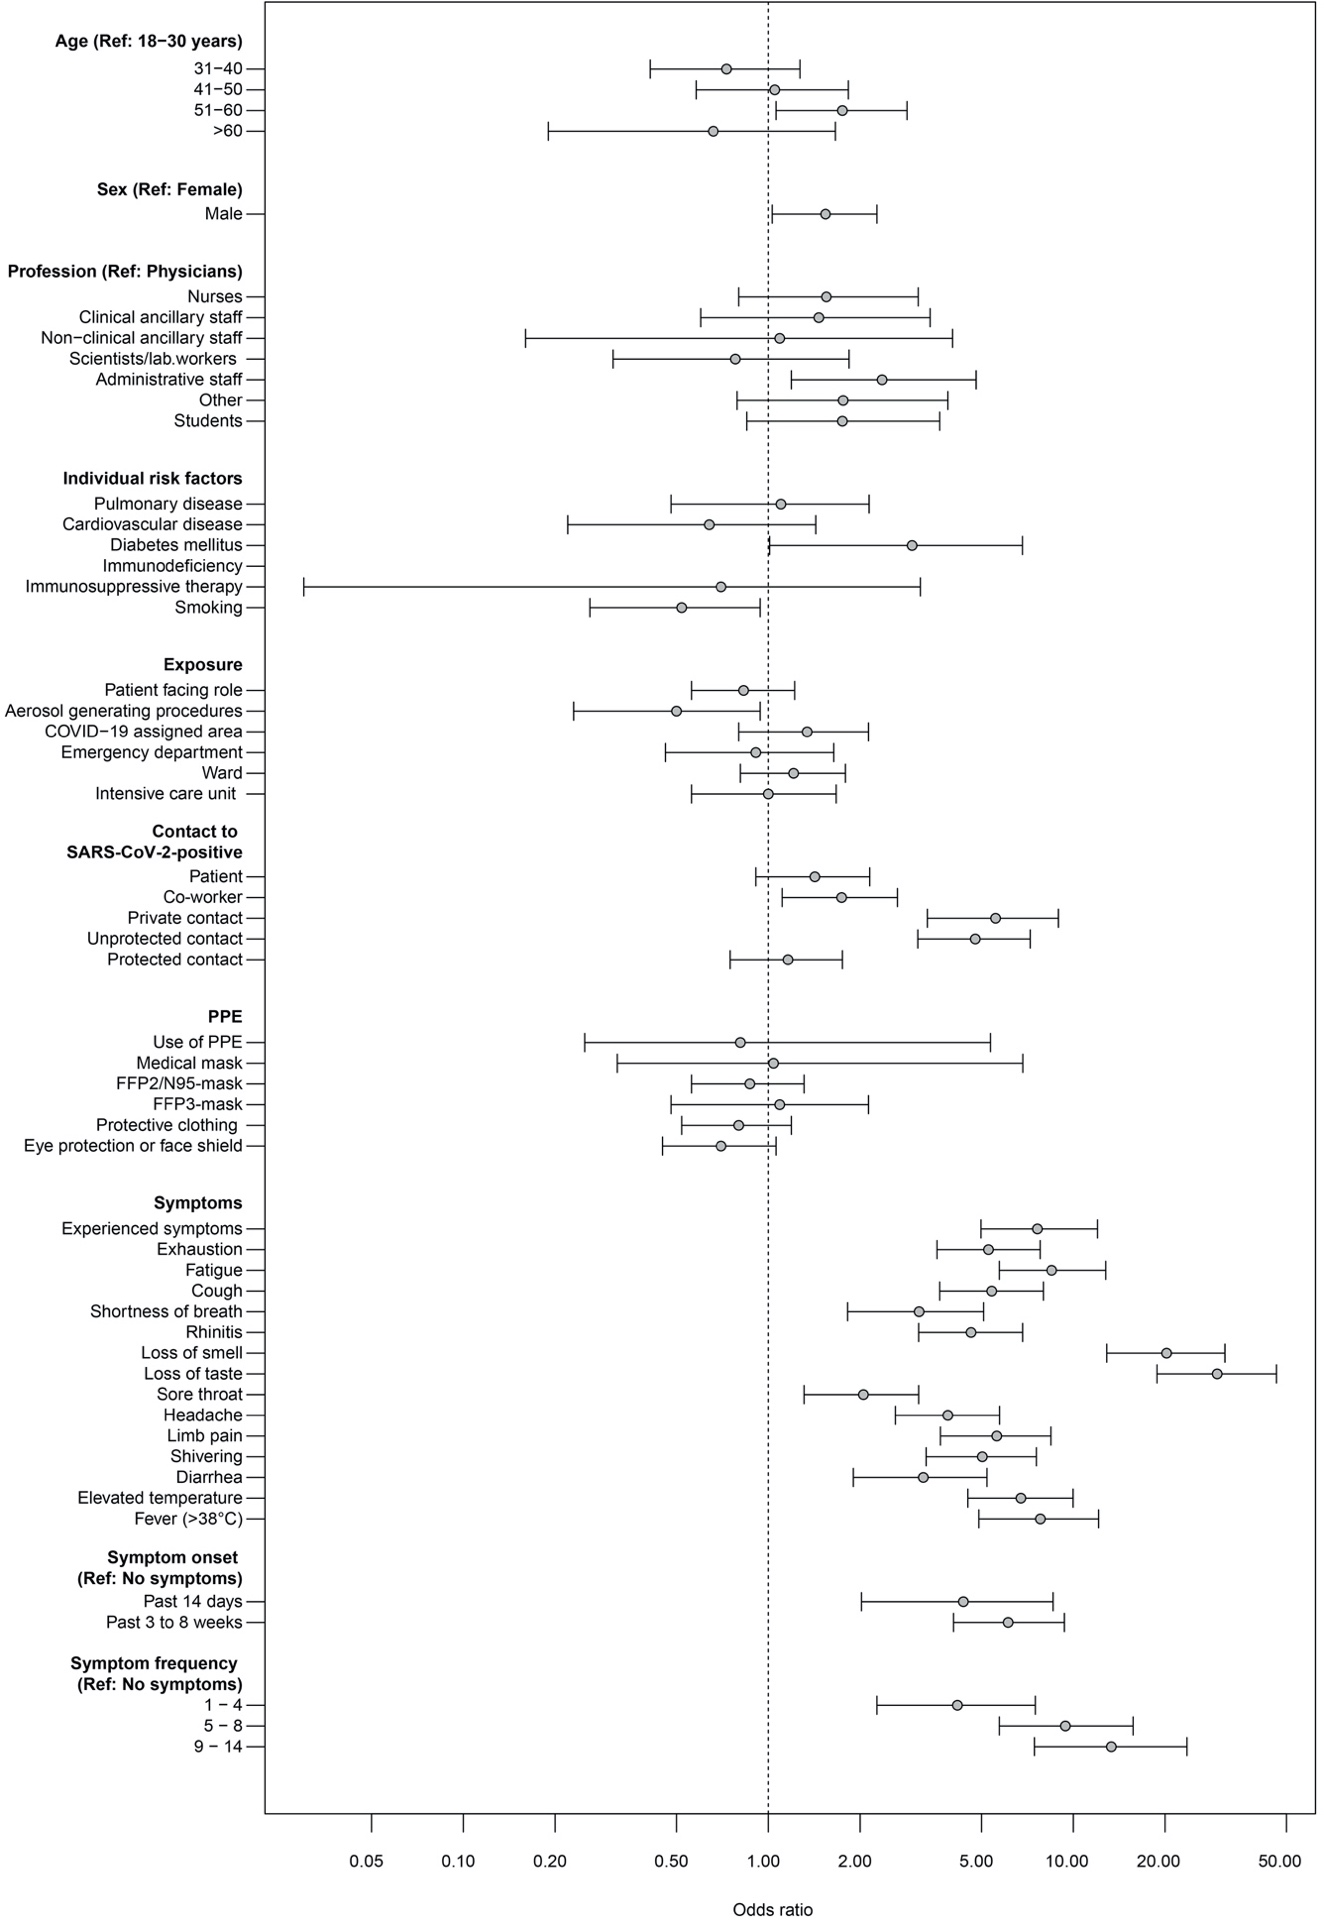 Age (Ref: 18−30 years)
31−40
41−50
51−60
>60
Sex (Ref: Female)
Male
Profession (Ref: Physicians)
Nurses
Clinical ancillary staff
Non−clinical ancillary staff
Scientists/lab.workers
Administrative staff
Other
Students
Individual risk factors
Pulmonary disease
Cardiovascular disease
Diabetes mellitus
Immunodeficiency
Immunosuppressive therapy
Smoking
Exposure
Patient facing role
Aerosol generating procedures
COVID−19 assigned area
Emergency department
Ward
Intensive care unit
Contact to
SARS-CoV-2-positive
Patient
Co-worker
Private contact
Unprotected contact
Protected contact
PPE
Use of PPE
Medical mask
FFP2/N95-mask
FFP3-mask
Protective clothing
Eye protection or face shield
Symptoms
Experienced symptoms
Exhaustion
Fatigue
Cough
Shortness of breath
Rhinitis
Loss of smell
Loss of taste
Sore throat
Headache
Limb pain
Shivering
Diarrhea
Elevated temperature
Fever (>38°C)
Symptom onset
(Ref: No symptoms)
Past 14 days
Past 3 to 8 weeks
Symptom frequency
(Ref: No symptoms)
1 − 4
5 − 8
9 − 14
0.05 0.10 0.20 0.50 1.00 2.00 5.00 10.00 20.00 50.00
Odds ratio